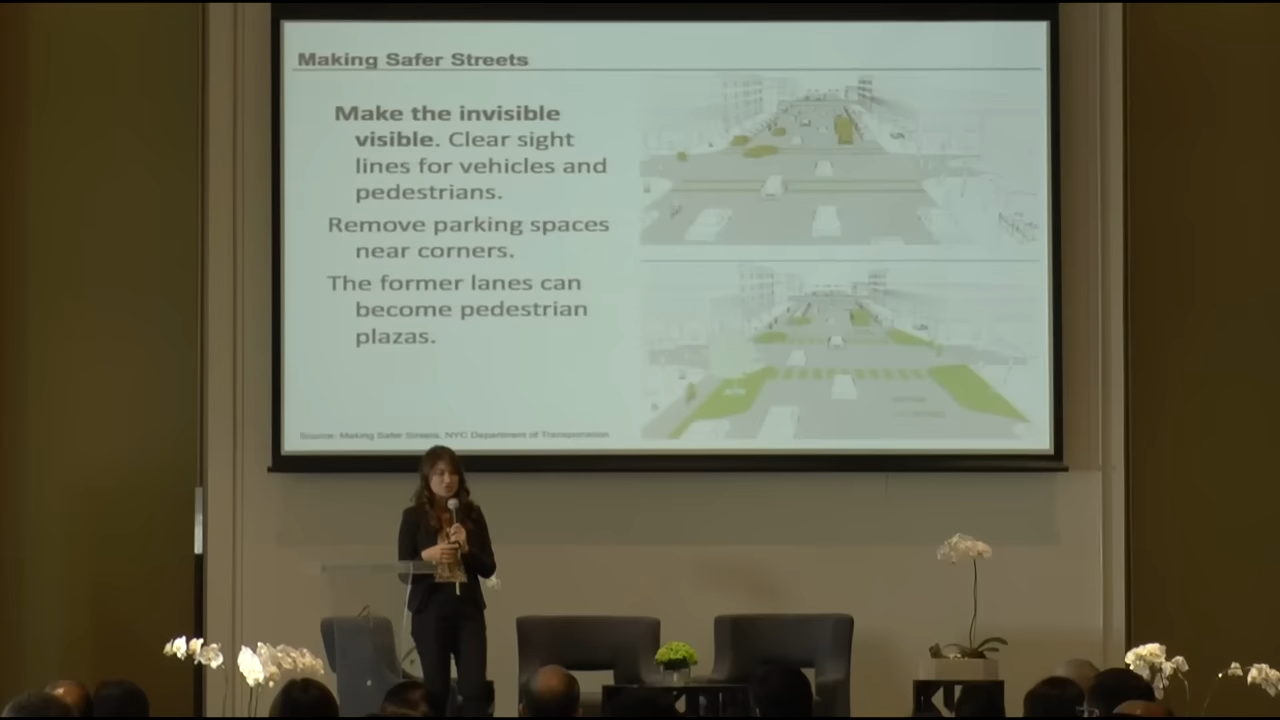 Making Safer Streets
Make the invisible
visible. Clear sight
lines for vehicles and
pedestrians.
Remove parking spaces
near corners.
The former lanes can
become pedestrian
plazas.
Source: Making Safer Streets, NYC Department of Transportation